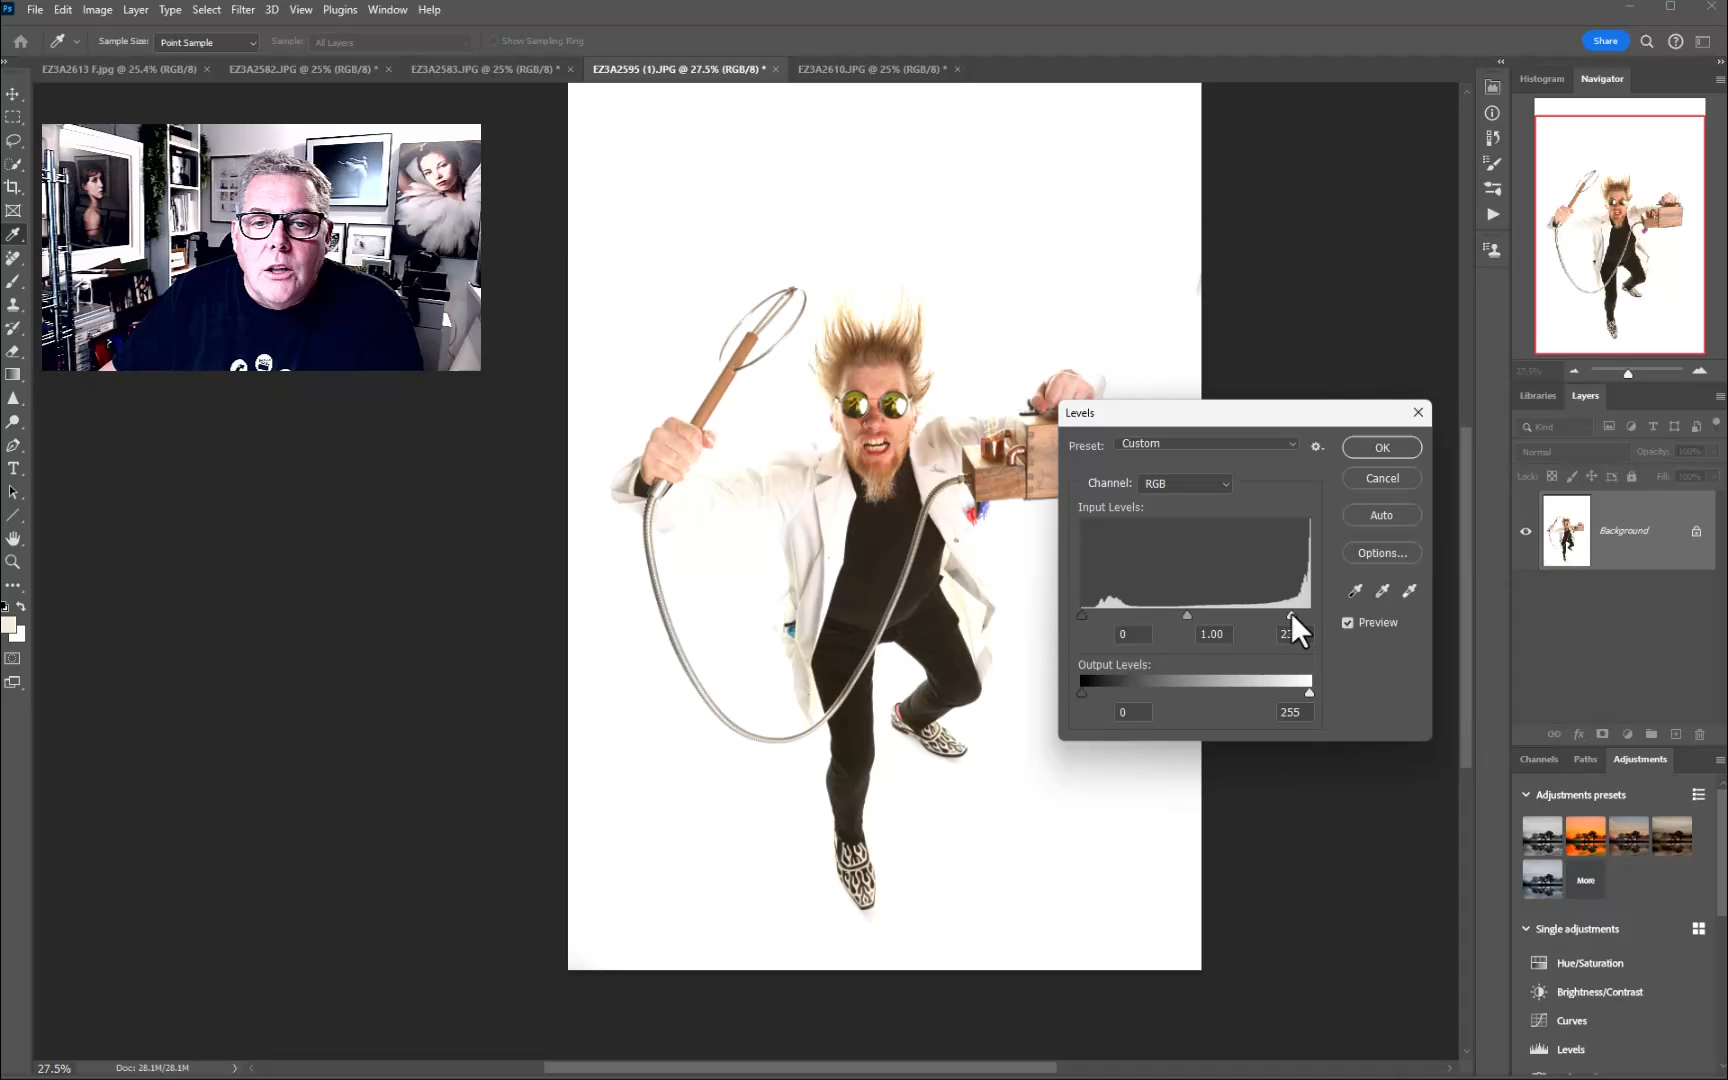 Ps File Edit Image Layer Type Select Filter 3D View Plugins Window Help
Sample Size: Point Sample Sample: All Layers Show Sampling Ring Share
EZ3A2613 F.jpg @ 25.4% (RGB/8) × EZ3A2582.JPG @ 25% (RGB/8) * × EZ3A2583.JPG @ 25% (RGB/8) * × EZ3A2595 (1).JPG @ 27.5% (RGB/8) * × EZ3A2610.JPG @ 25% (RGB/8) * ×
Histogram Navigator
27.5%
Libraries Layers
Kind
Normal Opacity: 100%
Lock: Fill: 100%
Background
Levels
Preset: Custom OK
Channel: RGB Cancel
Input Levels: Auto
Options...
Preview
0 1.00
Output Levels:
0 255
Channels Paths Adjustments
Adjustments presets
More
Single adjustments
Hue/Saturation
Brightness/Contrast
Curves
Levels
27.5% Doc: 28.1M/28.1M